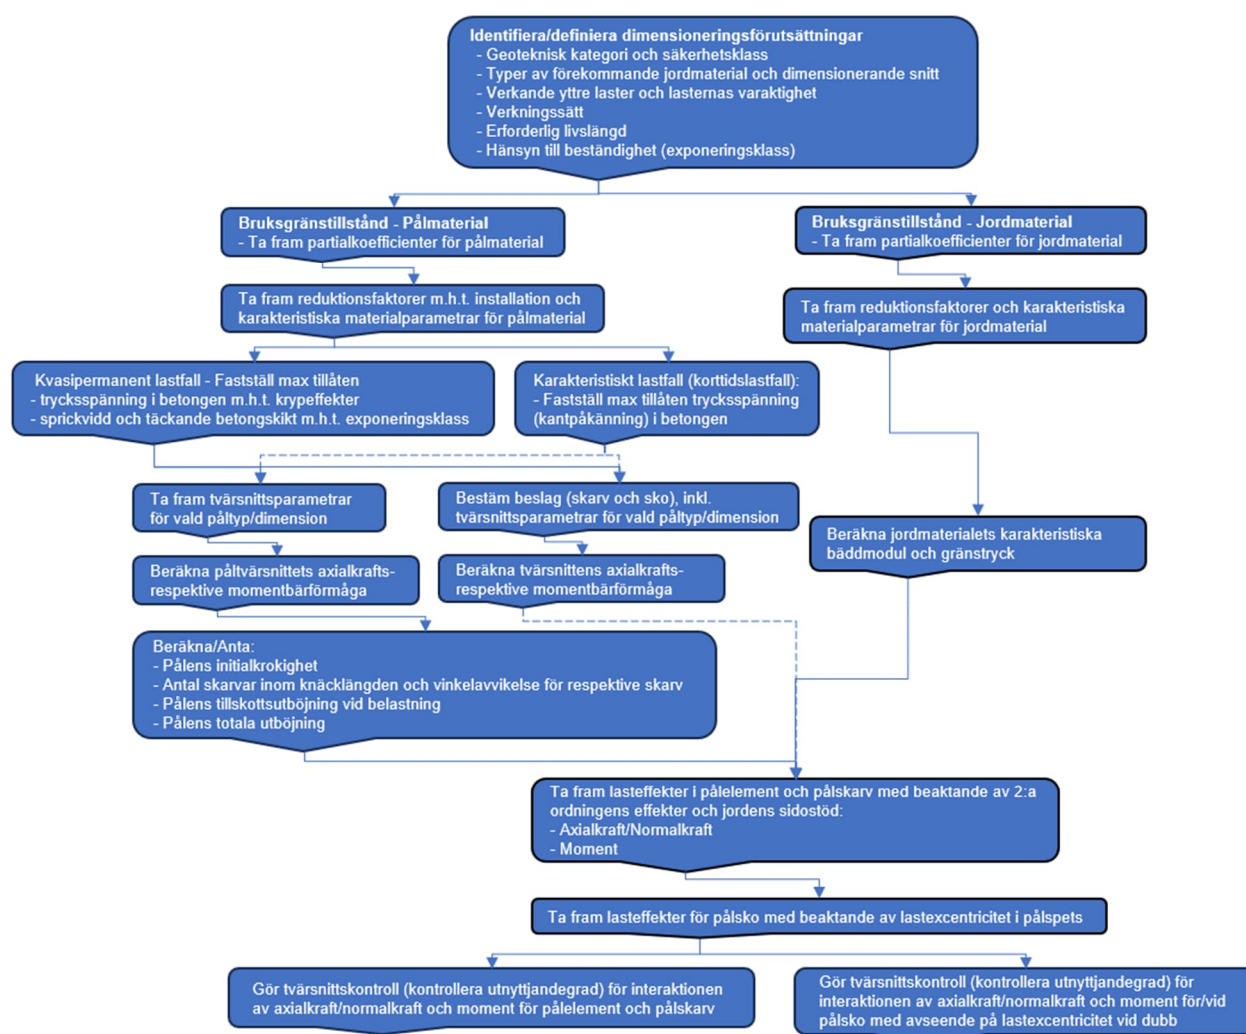 Identifiera/definiera dimensioneringsförutsättningar
- Geoteknisk kategori och säkerhetsklass
- Typer av förekommande jordmaterial och dimensionerande snitt
- Verkande yttre laster och lasternas varaktighet
- Verkningssätt
- Erforderlig livslängd
- Hänsyn till beständighet (exponeringsklass)
Bruksgränstillstånd - Pålmaterial
- Ta fram partialkoefficienter för pålmaterial
Bruksgränstillstånd - Jordmaterial
- Ta fram partialkoefficienter för jordmaterial
Ta fram reduktionsfaktorer m.h.t. installation och
karakteristiska materialparametrar för pålmaterial
Ta fram reduktionsfaktorer och karakteristiska
materialparametrar för jordmaterial
Kvasipermanent lastfall - Fastställ max tillåten
- trycksspänning i betongen m.h.t. krypeffekter
- sprickvidd och täckande betongskikt m.h.t. exponeringsklass
Karakteristiskt lastfall (korttidslastfall):
- Fastställ max tillåten trycksspänning
(kantpåkänning) i betongen
Ta fram tvärsnittsparametrar
för vald påltyp/dimension
Bestäm beslag (skarv och sko), inkl.
tvärsnittsparametrar för vald påltyp/dimension
Beräkna jordmaterialets karakteristiska
bäddmodul och gränstryck
Beräkna påltvärsnittets axialkrafts-
respektive momentbärförmåga
Beräkna tvärsnittens axialkrafts-
respektive momentbärförmåga
Beräkna/Anta:
- Pålens initialkrokighet
- Antal skarvar inom knäcklängden och vinkelavvikelse för respektive skarv
- Pålens tillskottsutböjning vid belastning
- Pålens totala utböjning
Ta fram lasteffekter i pålelement och pålskarv med beaktande av 2:a
ordningens effekter och jordens sidostöd:
- Axialkraft/Normalkraft
- Moment
Ta fram lasteffekter för pålsko med beaktande av lastexcentricitet i pålspets
Gör tvärsnittskontroll (kontrollera utnyttjandegrad) för interaktionen
av axialkraft/normalkraft och moment för pålelement och pålskarv
Gör tvärsnittskontroll (kontrollera utnyttjandegrad) för
interaktionen av axialkraft/normalkraft och moment för/vid
pålsko med avseende på lastexcentricitet vid dubb